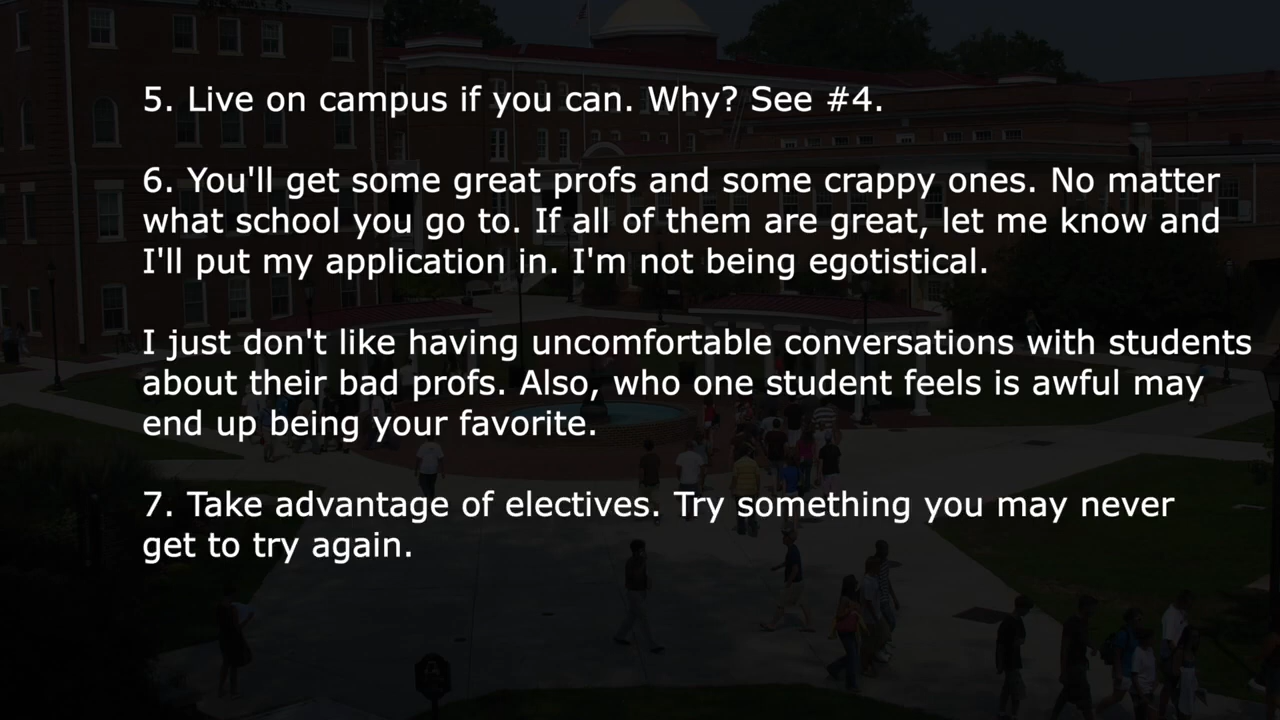 5. Live on campus if you can. Why? See #4.
6. You'll get some great profs and some crappy ones. No matter
what school you go to. If all of them are great, let me know and
I'll put my application in. I'm not being egotistical.
I just don't like having uncomfortable conversations with students
about their bad profs. Also, who one student feels is awful may
end up being your favorite.
7. Take advantage of electives. Try something you may never
get to try again.